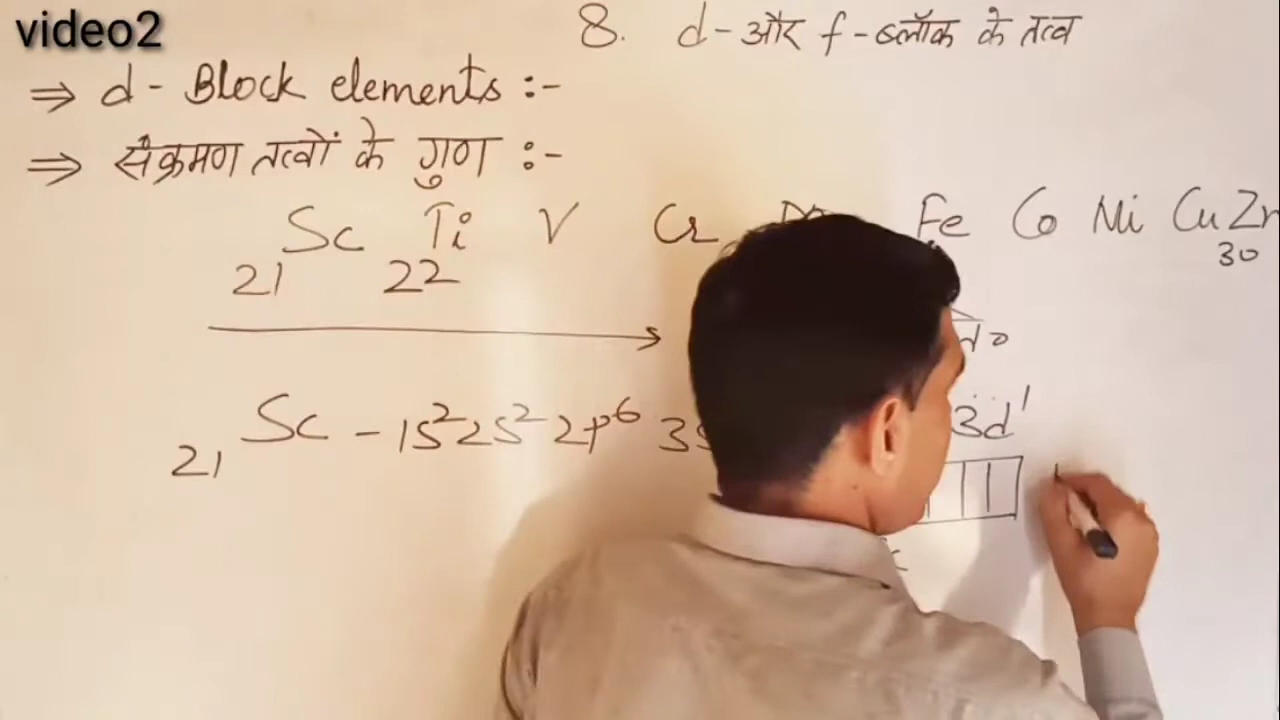 video2
8. d-और f-ब्लॉक के तत्व
⇒ d - Block elements :-
⇒ संक्रमण तत्वों के गुण :-
Sc Ti V Cr Fe Co Ni Cu Zn
21 22 30
21 Sc - 1s² 2s² 2p⁶ 3s 3d¹